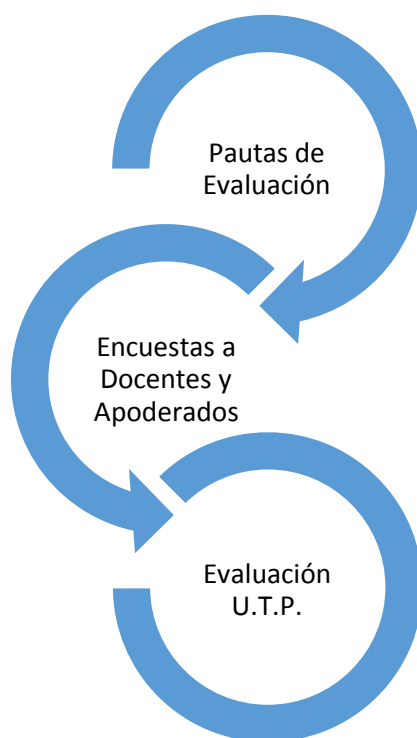 Pautas de
Evaluación
Encuestas a
Docentes y
Apoderados
Evaluación
U.T.P.